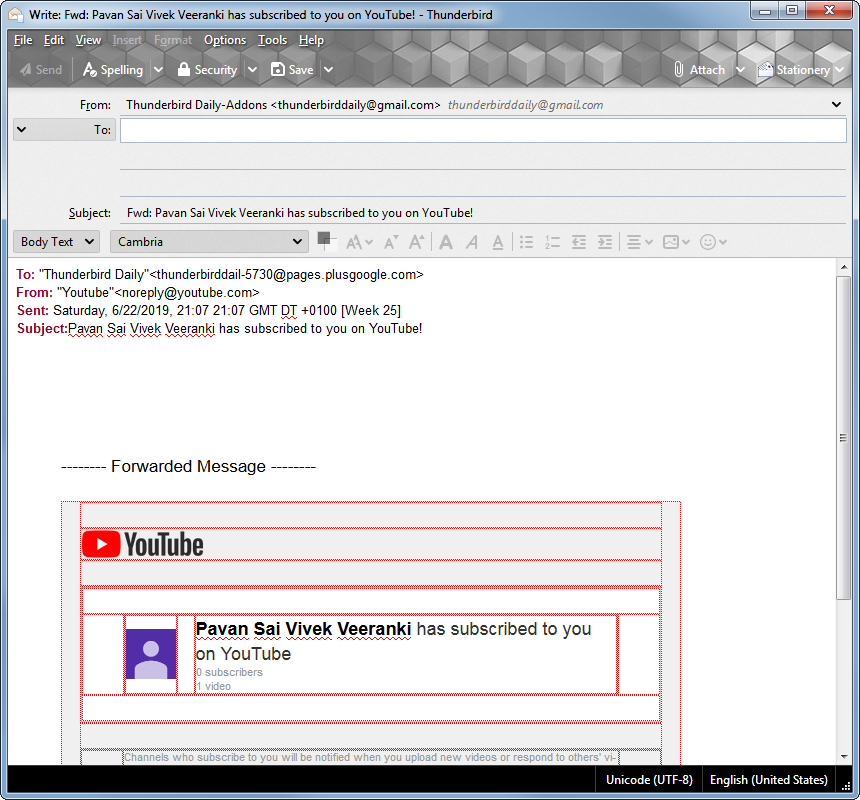 Write: Fwd: Pavan Sai Vivek Veeranki has subscribed to you on YouTube! - Thunderbird
File Edit View Insert Format Options Tools Help
Send Spelling Security Save Attach Stationery
From: Thunderbird Daily-Addons <thunderbirddaily@gmail.com> thunderbirddaily@gmail.com
To:
Subject: Fwd: Pavan Sai Vivek Veeranki has subscribed to you on YouTube!
Body Text Cambria
To: "Thunderbird Daily"<thunderbirddail-5730@pages.plusgoogle.com>
From: "Youtube"<noreply@youtube.com>
Sent: Saturday, 6/22/2019, 21:07 21:07 GMT DT +0100 [Week 25]
Subject:Pavan Sai Vivek Veeranki has subscribed to you on YouTube!
-------- Forwarded Message --------
YouTube
Pavan Sai Vivek Veeranki has subscribed to you
on YouTube
0 subscribers
1 video
Channels who subscribe to you will be notified when you upload new videos or respond to others' vi-
Unicode (UTF-8) English (United States)